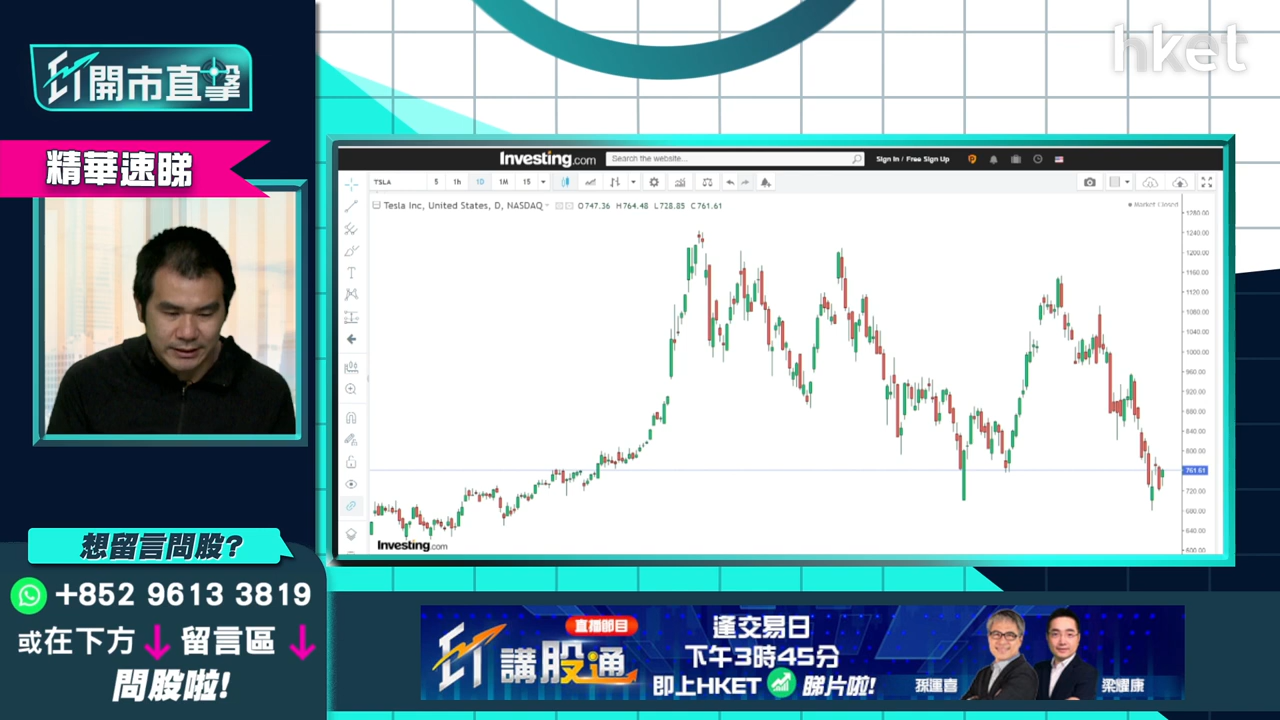 hket
ET開市直擊
精華速睇
Investing.com
Search the website...
Sign In / Free Sign Up
TSLA
5
1h
1D
1M
15
Tesla Inc, United States, D, NASDAQ
O747.36 H764.48 L728.85 C761.61
Market Closed
1280.00
1240.00
1200.00
1160.00
1120.00
1080.00
1040.00
1000.00
960.00
920.00
880.00
840.00
800.00
761.61
720.00
680.00
640.00
600.00
Investing.com
想留言問股?
+852 9613 3819
或在下方 留言區
問股啦!
ET講股通
直播節目
逢交易日
下午3時45分
即上HKET 睇片啦!
孫運喜
梁耀康